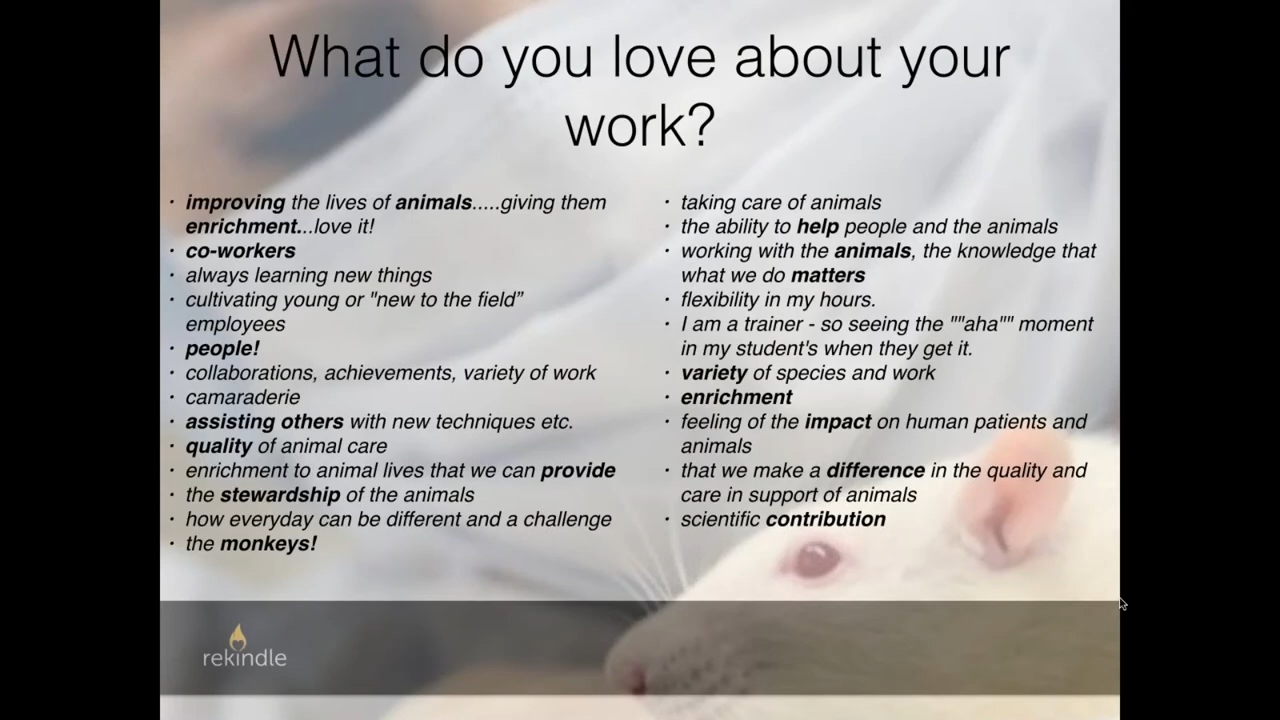 What do you love about your
work?
· improving the lives of animals.....giving them
enrichment...love it!
· co-workers
· always learning new things
· cultivating young or "new to the field”
employees
· people!
· collaborations, achievements, variety of work
· camaraderie
· assisting others with new techniques etc.
· quality of animal care
· enrichment to animal lives that we can provide
· the stewardship of the animals
· how everyday can be different and a challenge
· the monkeys!
· taking care of animals
· the ability to help people and the animals
· working with the animals, the knowledge that
what we do matters
· flexibility in my hours.
· I am a trainer - so seeing the ""aha"" moment
in my student's when they get it.
· variety of species and work
· enrichment
· feeling of the impact on human patients and
animals
· that we make a difference in the quality and
care in support of animals
· scientific contribution
rekindle